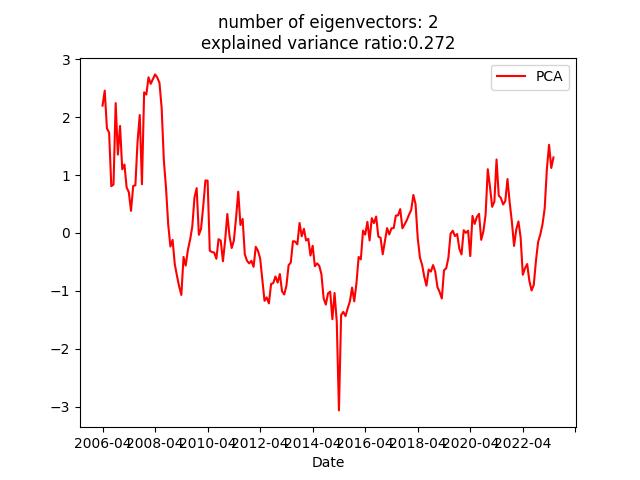 number of eigenvectors: 2
explained variance ratio:0.272
PCA
3
2
1
0
−1
−2
−3
2006-04 2008-04 2010-04 2012-04 2014-04 2016-04 2018-04 2020-04 2022-04
Date